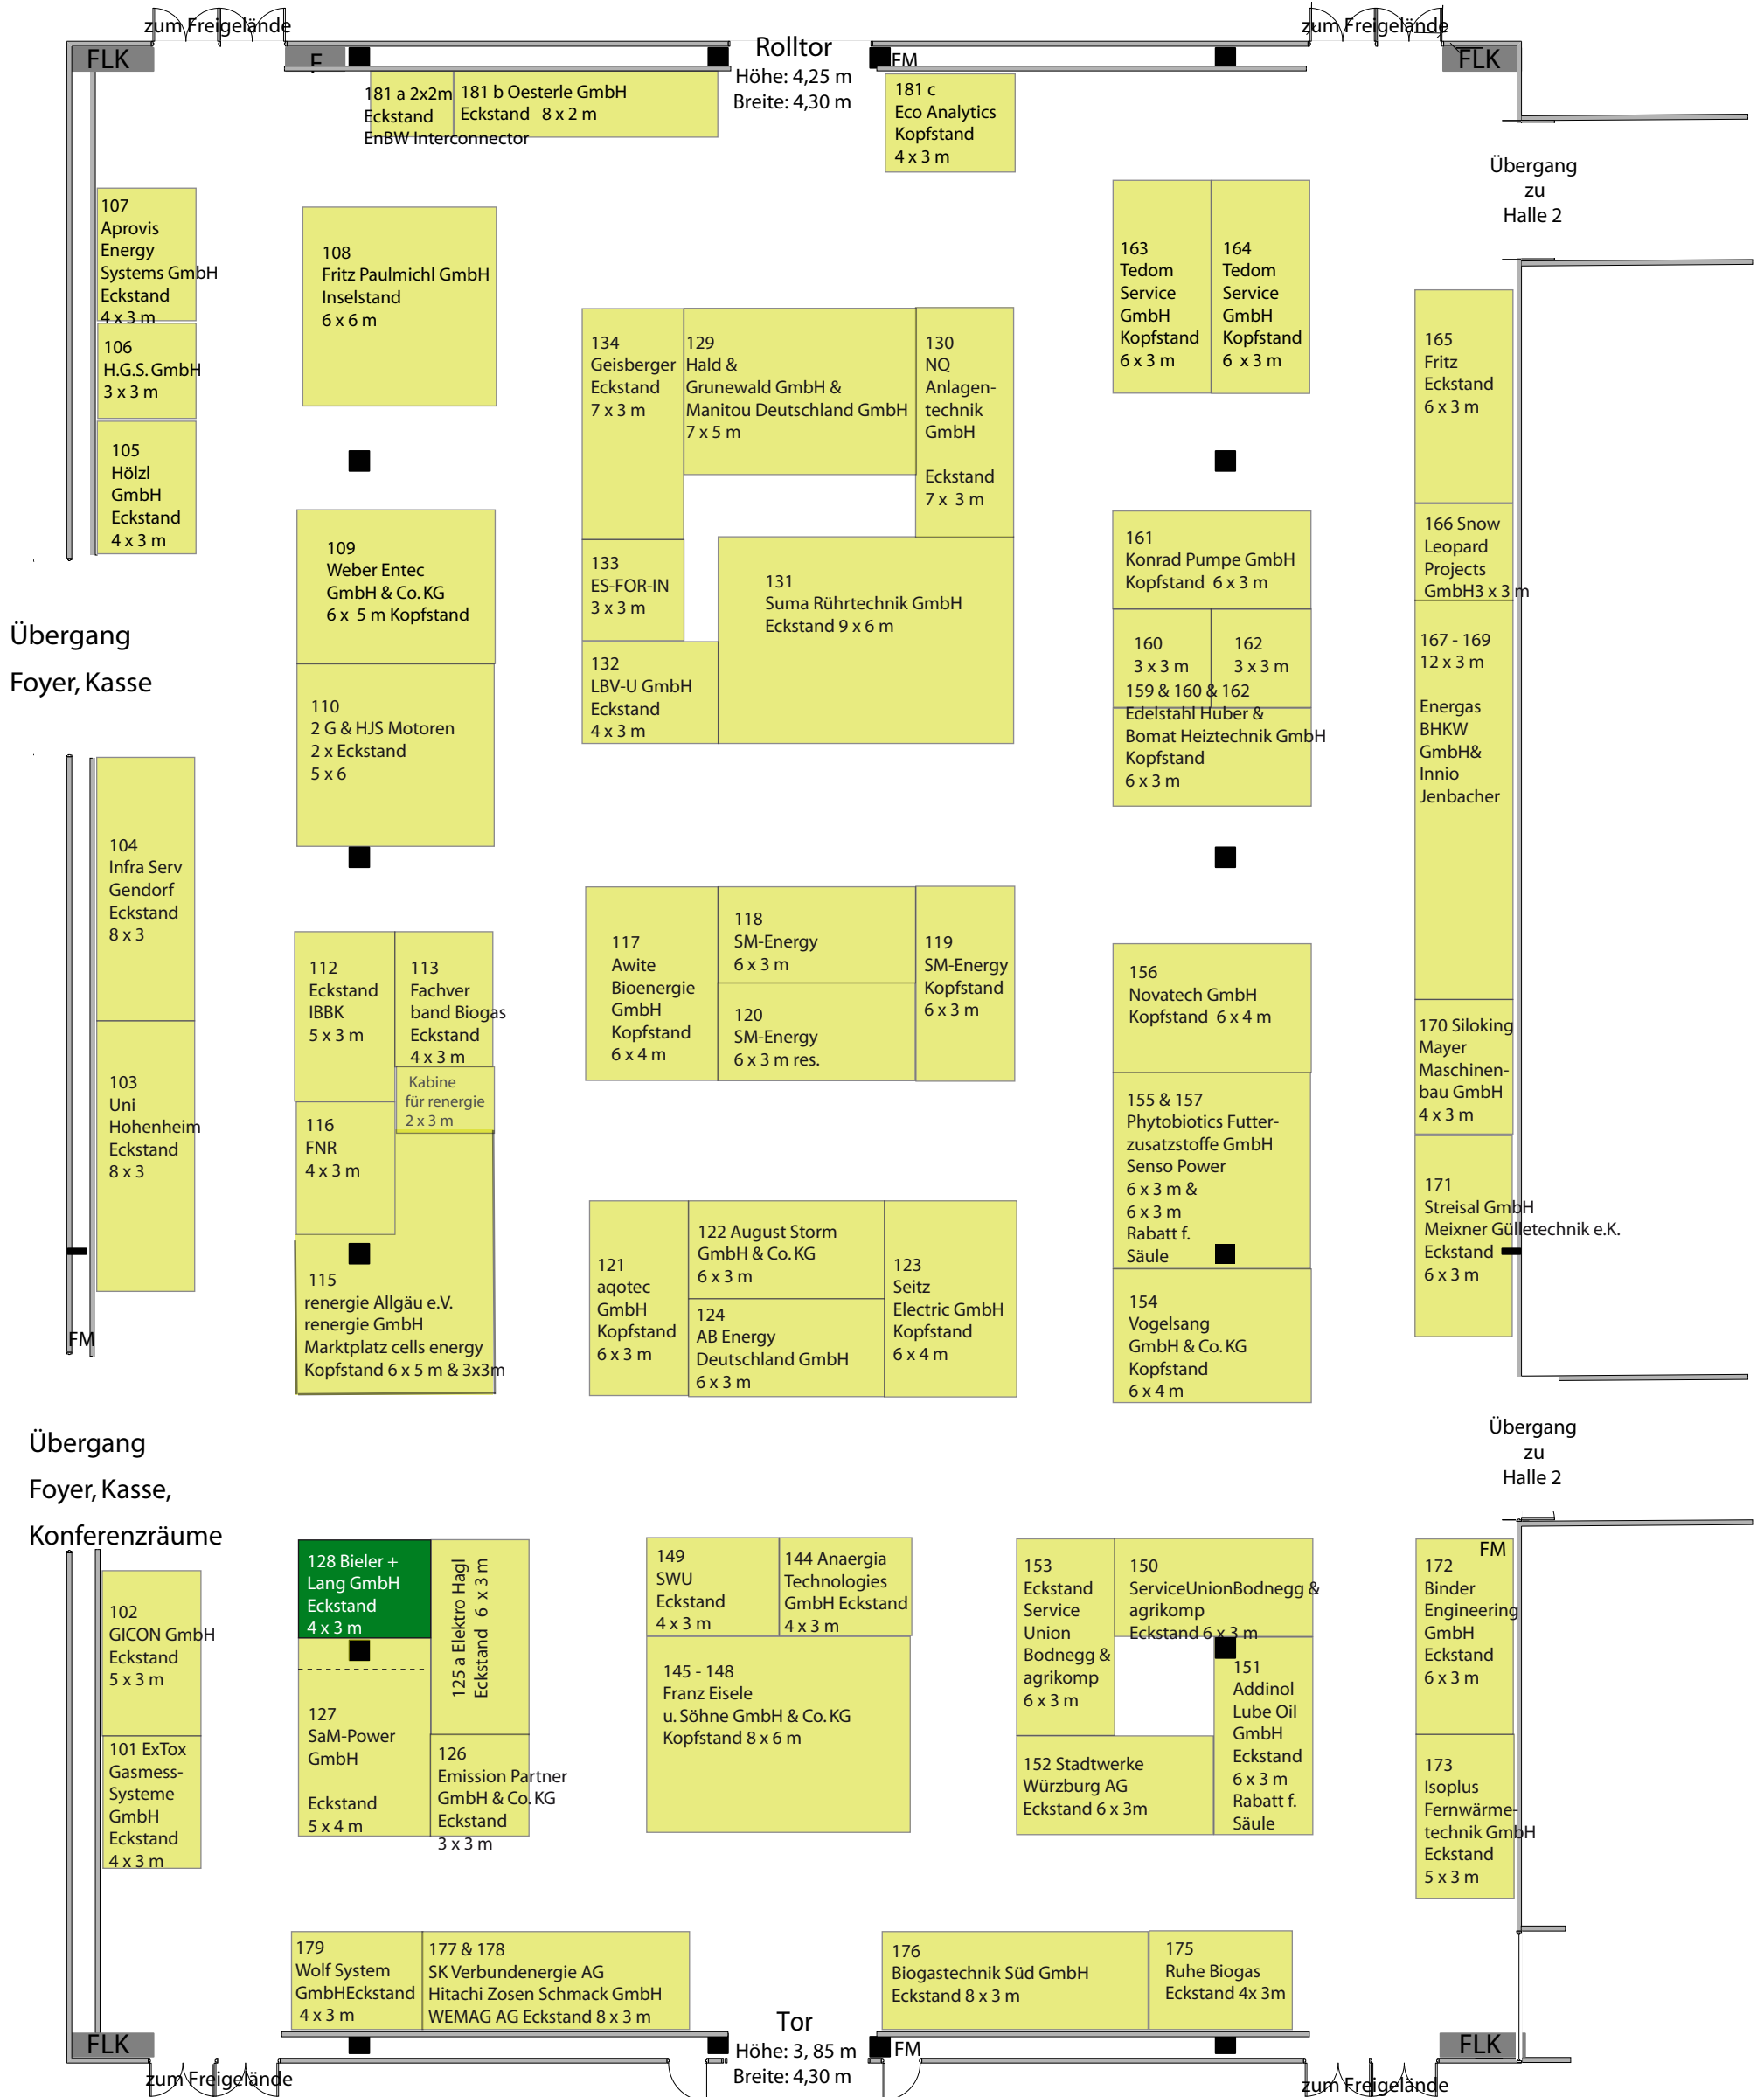 zum Freigelände
zum Freigelände
FLK
F
Rolltor
Höhe: 4,25 m
Breite: 4,30 m
FM
FLK
181 a 2x2m
Eckstand
EnBW Interconnector
181 b Oesterle GmbH
Eckstand 8 x 2 m
181 c
Eco Analytics
Kopfstand
4 x 3 m
Übergang
zu
Halle 2
107
Aprovis
Energy
Systems GmbH
Eckstand
4 x 3 m
106
H.G.S. GmbH
3 x 3 m
105
Hölzl
GmbH
Eckstand
4 x 3 m
108
Fritz Paulmichl GmbH
Inselstand
6 x 6 m
134
Geisberger
Eckstand
7 x 3 m
129
Hald &
Grunewald GmbH &
Manitou Deutschland GmbH
7 x 5 m
130
NQ
Anlagen-
technik
GmbH
Eckstand
7 x 3 m
163
Tedom
Service
GmbH
Kopfstand
6 x 3 m
164
Tedom
Service
GmbH
Kopfstand
6 x 3 m
165
Fritz
Eckstand
6 x 3 m
109
Weber Entec
GmbH & Co. KG
6 x 5 m Kopfstand
133
ES-FOR-IN
3 x 3 m
131
Suma Rührtechnik GmbH
Eckstand 9 x 6 m
161
Konrad Pumpe GmbH
Kopfstand 6 x 3 m
166 Snow
Leopard
Projects
GmbH3 x 3 m
Übergang
Foyer, Kasse
110
2 G & HJS Motoren
2 x Eckstand
5 x 6
132
LBV-U GmbH
Eckstand
4 x 3 m
160
3 x 3 m
162
3 x 3 m
159 & 160 & 162
Edelstahl Huber &
Bomat Heiztechnik GmbH
Kopfstand
6 x 3 m
167 - 169
12 x 3 m
Energas
BHKW
GmbH&
Innio
Jenbacher
104
Infra Serv
Gendorf
Eckstand
8 x 3
103
Uni
Hohenheim
Eckstand
8 x 3
112
Eckstand
IBBK
5 x 3 m
113
Fachver
band Biogas
Eckstand
4 x 3 m
Kabine
für renergie
2 x 3 m
116
FNR
4 x 3 m
115
renergie Allgäu e.V.
renergie GmbH
Marktplatz cells energy
Kopfstand 6 x 5 m & 3x3m
117
Awite
Bioenergie
GmbH
Kopfstand
6 x 4 m
118
SM-Energy
6 x 3 m
119
SM-Energy
Kopfstand
6 x 3 m
120
SM-Energy
6 x 3 m res.
156
Novatech GmbH
Kopfstand 6 x 4 m
155 & 157
Phytobiotics Futter-
zusatzstoffe GmbH
Senso Power
6 x 3 m &
6 x 3 m
Rabatt f.
Säule
170 Siloking
Mayer
Maschinen-
bau GmbH
4 x 3 m
171
Streisal GmbH
Meixner Gülletechnik e.K.
Eckstand
6 x 3 m
121
aqotec
GmbH
Kopfstand
6 x 3 m
122 August Storm
GmbH & Co. KG
6 x 3 m
124
AB Energy
Deutschland GmbH
6 x 3 m
123
Seitz
Electric GmbH
Kopfstand
6 x 4 m
154
Vogelsang
GmbH & Co. KG
Kopfstand
6 x 4 m
FM
Übergang
Foyer, Kasse,
Konferenzräume
Übergang
zu
Halle 2
102
GICON GmbH
Eckstand
5 x 3 m
101 ExTox
Gasmess-
Systeme
GmbH
Eckstand
4 x 3 m
128 Bieler +
Lang GmbH
Eckstand
4 x 3 m
125 a Elektro Hagl
Eckstand 6 x 3 m
127
SaM-Power
GmbH
Eckstand
5 x 4 m
126
Emission Partner
GmbH & Co. KG
Eckstand
3 x 3 m
149
SWU
Eckstand
4 x 3 m
144 Anaergia
Technologies
GmbH Eckstand
4 x 3 m
145 - 148
Franz Eisele
u. Söhne GmbH & Co. KG
Kopfstand 8 x 6 m
153
Eckstand
Service
Union
Bodnegg &
agrikomp
6 x 3 m
150
ServiceUnionBodnegg &
agrikomp
Eckstand 6 x 3 m
151
Addinol
Lube Oil
GmbH
Eckstand
6 x 3 m
Rabatt f.
Säule
152 Stadtwerke
Würzburg AG
Eckstand 6 x 3m
FM
172
Binder
Engineering
GmbH
Eckstand
6 x 3 m
173
Isoplus
Fernwärme-
technik GmbH
Eckstand
5 x 3 m
179
Wolf System
GmbHEckstand
4 x 3 m
177 & 178
SK Verbundenergie AG
Hitachi Zosen Schmack GmbH
WEMAG AG Eckstand 8 x 3 m
176
Biogastechnik Süd GmbH
Eckstand 8 x 3 m
175
Ruhe Biogas
Eckstand 4x 3m
FLK
Tor
Höhe: 3, 85 m
Breite: 4,30 m
FM
FLK
zum Freigelände
zum Freigelände